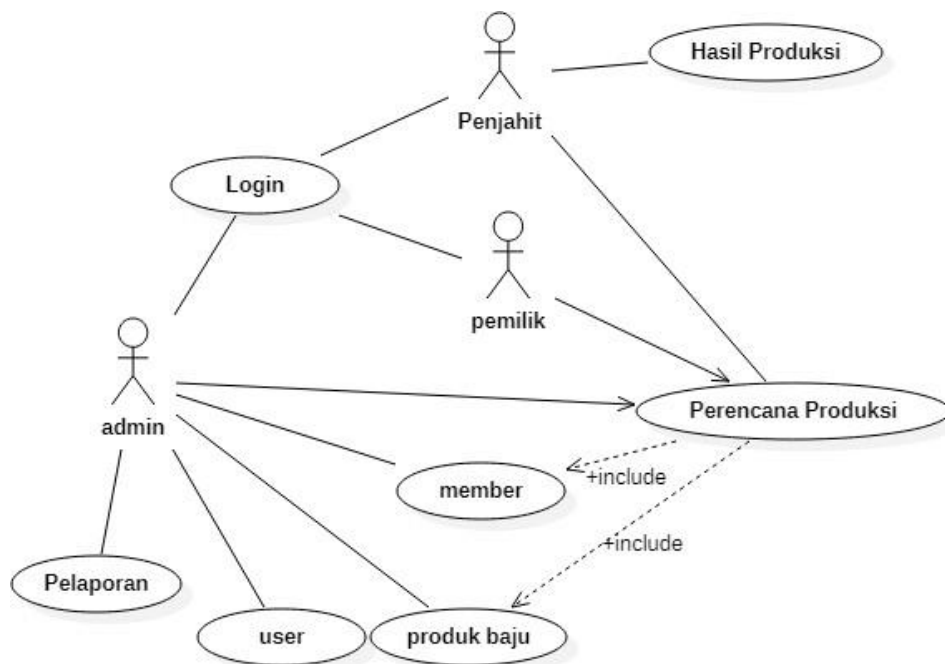 Hasil Produksi
Penjahit
Login
pemilik
admin
Perencana Produksi
member
+include
+include
Pelaporan
user
produk baju